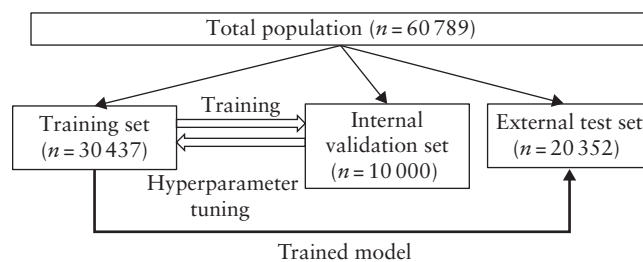 Total population (n = 60 789)
Training set
(n = 30 437)
Training
Hyperparameter
tuning
Internal
validation set
(n = 10 000)
External test set
(n = 20 352)
Trained model